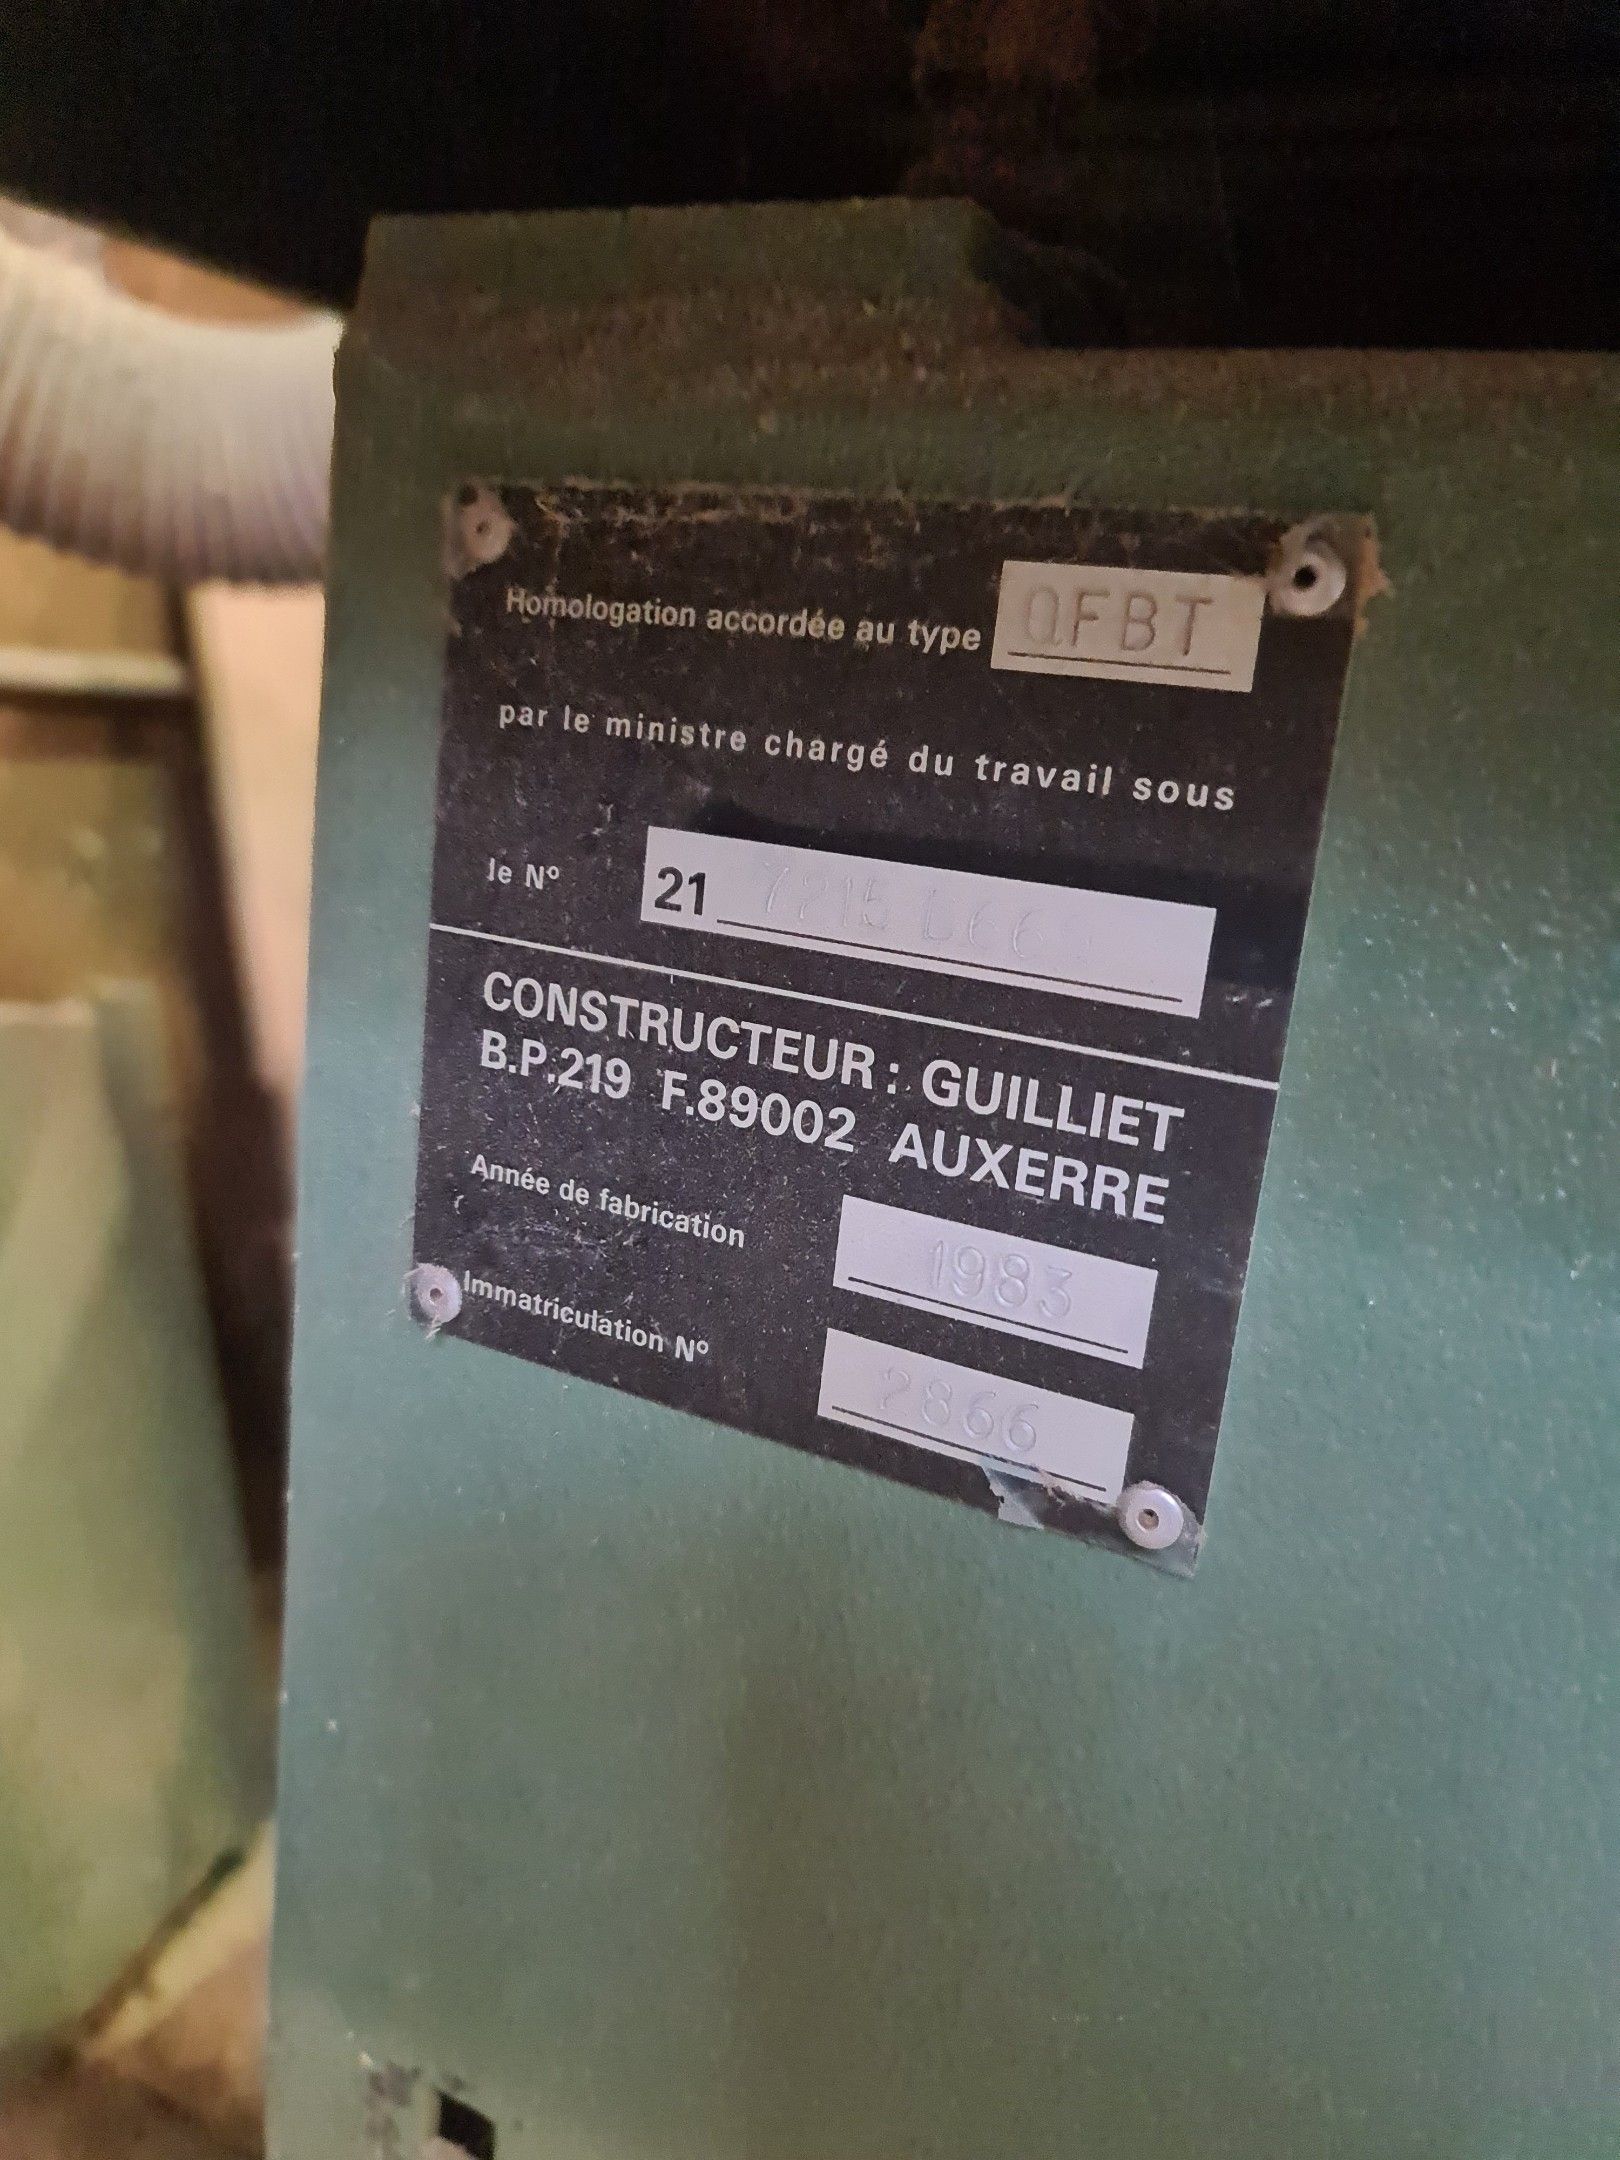 Homologation accordée au type QFBT
par le ministre chargé du travail sous
le N° 21
CONSTRUCTEUR : GUILLIET
B.P.219 F.89002 AUXERRE
Année de fabrication 1983
Immatriculation N° 2866